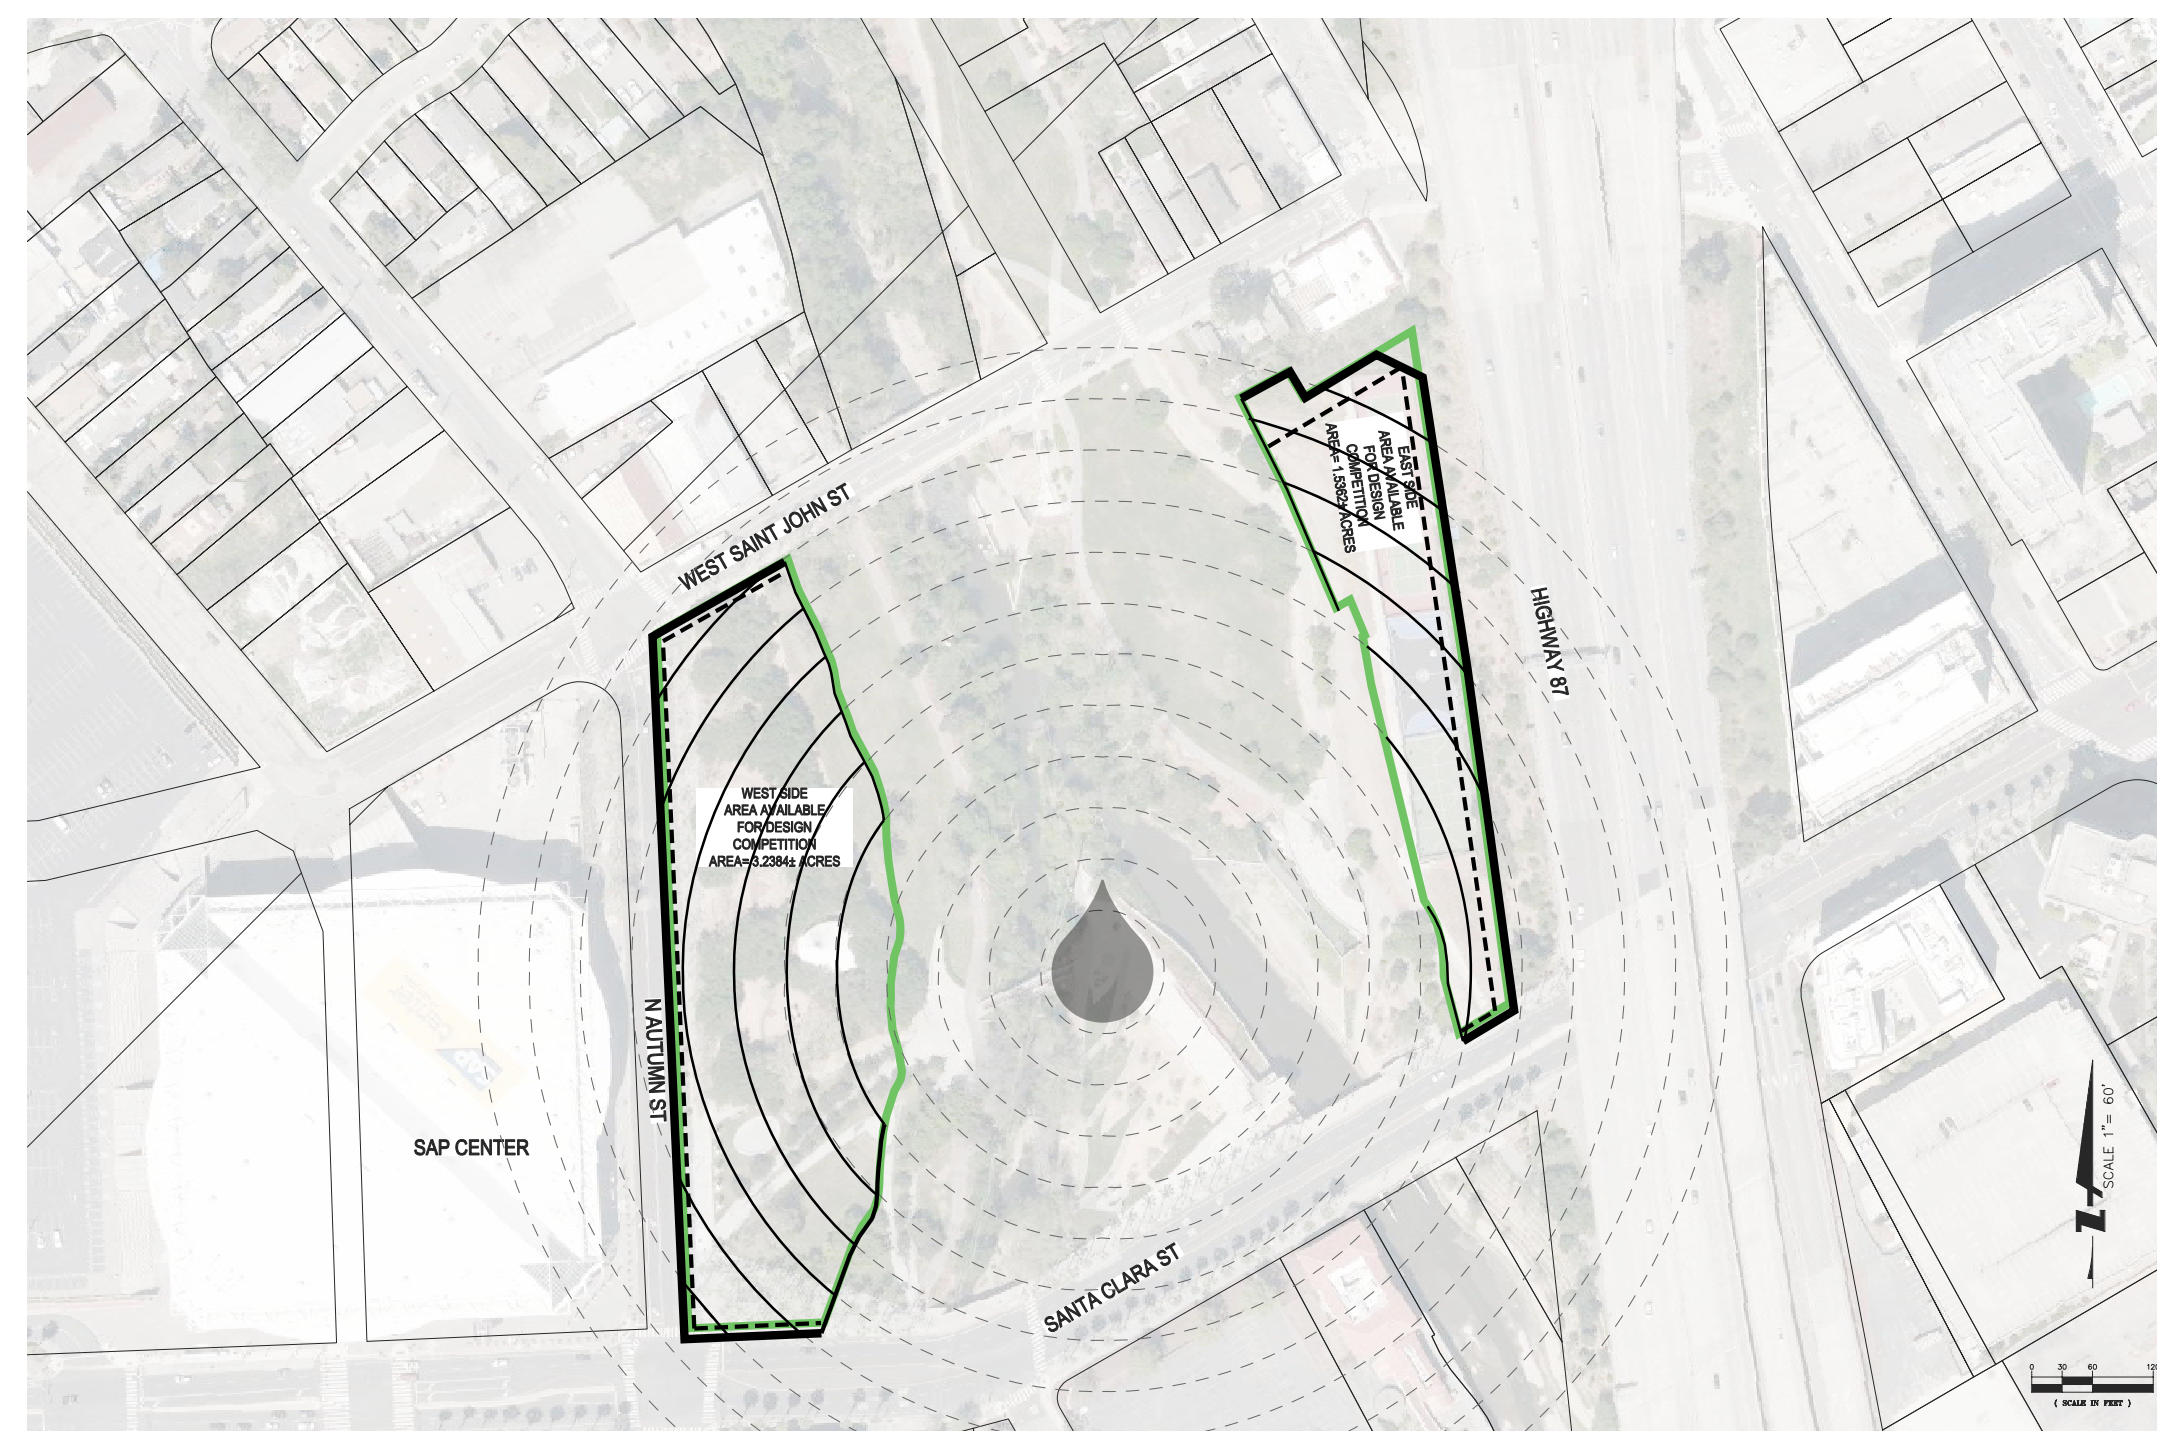 WEST SAINT JOHN ST
EAST SIDE
AREA AVAILABLE
FOR DESIGN
COMPETITION
AREA= 1.5362± ACRES
HIGHWAY 87
WEST SIDE
AREA AVAILABLE
FOR DESIGN
COMPETITION
AREA= 3.2384± ACRES
N AUTUMN ST
SAP CENTER
SANTA CLARA ST
SCALE 1"= 60'
0 30 60 120
( SCALE IN FEET )